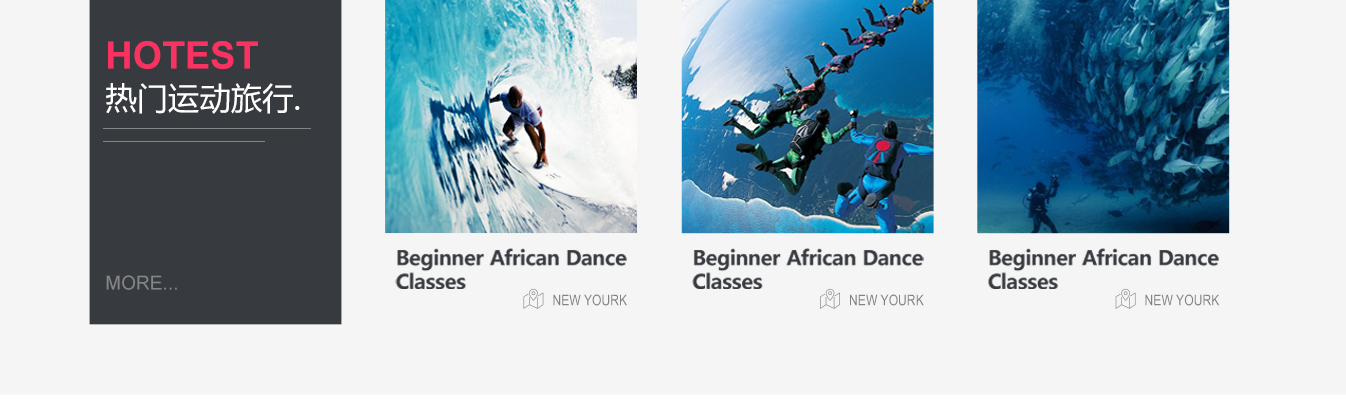 HOTEST
热门运动旅行.
MORE...
Beginner African Dance
Classes
NEW YOURK
Beginner African Dance
Classes
NEW YOURK
Beginner African Dance
Classes
NEW YOURK